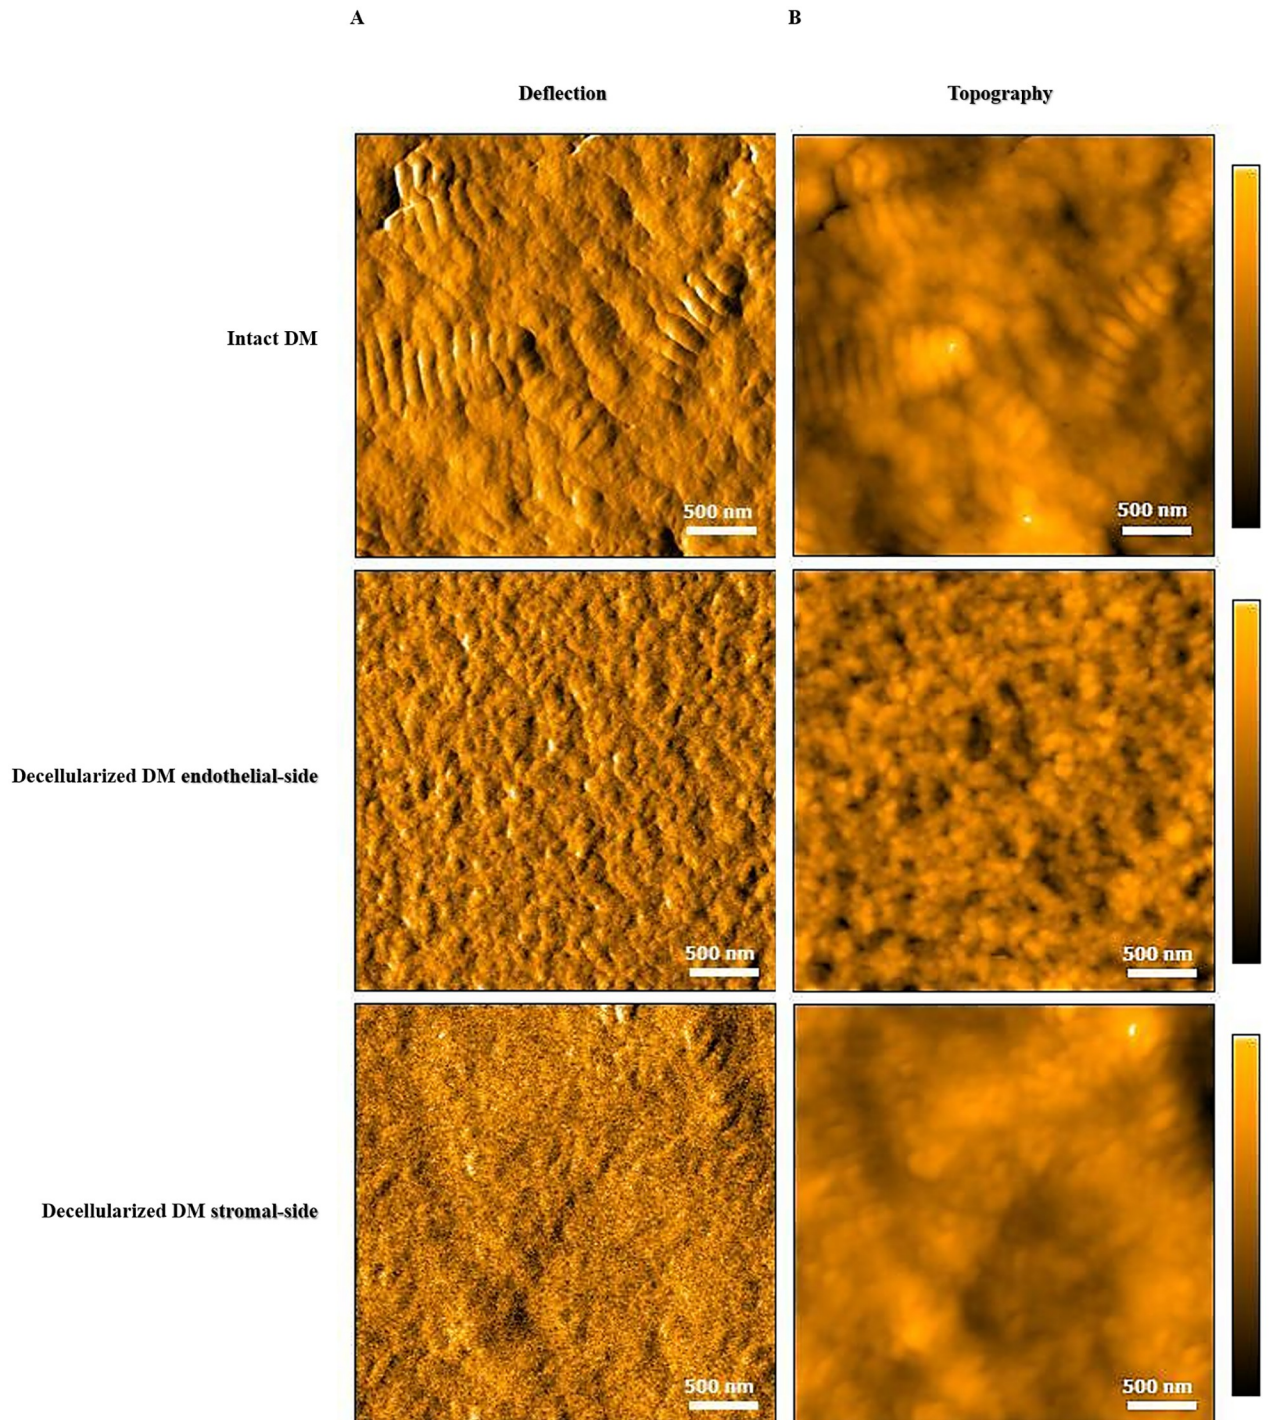 A
B
Deflection
Topography
Intact DM
500 nm
500 nm
Decellularized DM endothelial-side
500 nm
500 nm
Decellularized DM stromal-side
500 nm
500 nm